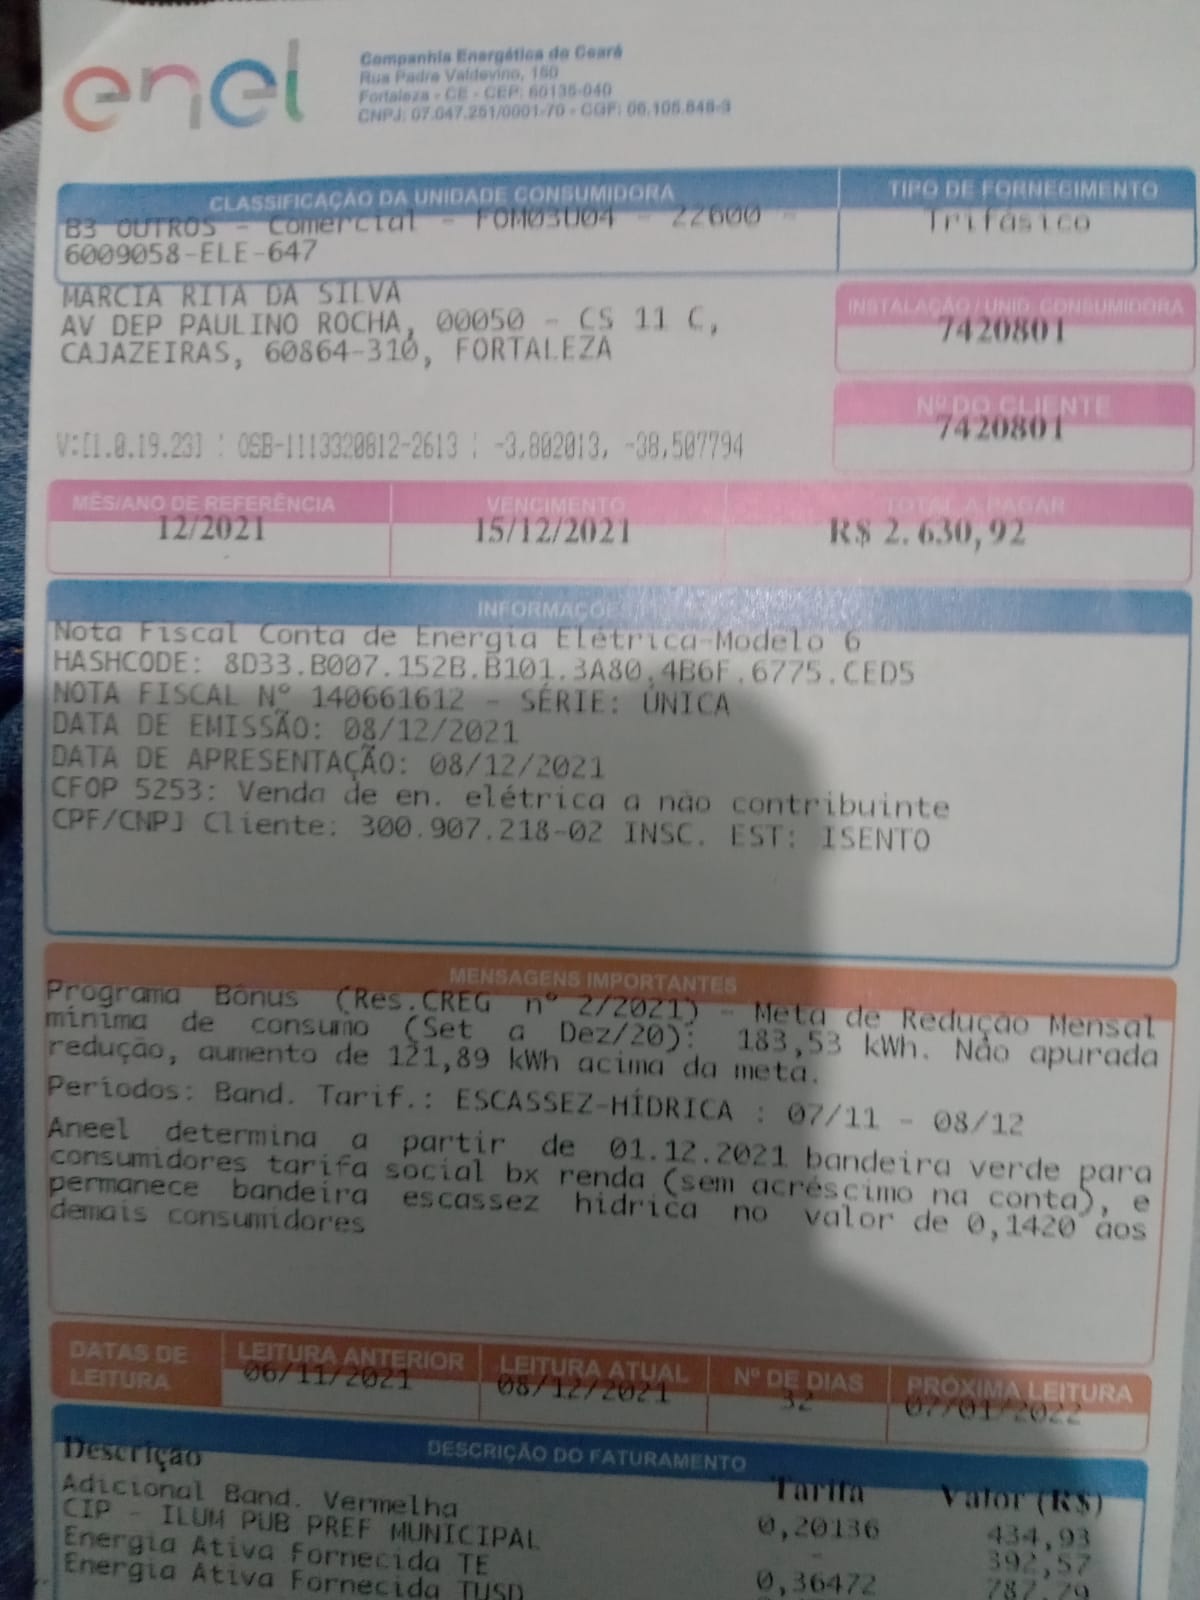 enel
Companhia Energética do Ceará
Rua Padre Valdevino, 150
Fortaleza - CE - CEP: 60135-040
CNPJ: 07.047.251/0001-70 - CGF: 06.105.848-3
CLASSIFICAÇÃO DA UNIDADE CONSUMIDORA
B3 OUTROS - Comercial - FOM03U04 - 22600 -
6009058-ELE-647
TIPO DE FORNECIMENTO
Trifásico
MARCIA RITA DA SILVA
AV DEP PAULINO ROCHA, 00050 - CS 11 C,
CAJAZEIRAS, 60864-310, FORTALEZA
INSTALAÇÃO / UNID. CONSUMIDORA
7420801
Nº DO CLIENTE
7420801
V:[1.0.19.23] : OSB-1113320812-2613 : -3,802013, -38,507794
MÊS/ANO DE REFERÊNCIA
12/2021
VENCIMENTO
15/12/2021
TOTAL A PAGAR
R$ 2.630,92
Nota Fiscal Conta de Energia Elétrica-Modelo 6
HASHCODE: 8D33.B007.152B.B101.3A80.4B6F.6775.CED5
NOTA FISCAL Nº 140661612 - SÉRIE: ÚNICA
DATA DE EMISSÃO: 08/12/2021
DATA DE APRESENTAÇÃO: 08/12/2021
CFOP 5253: Venda de en. elétrica a não contribuinte
CPF/CNPJ Cliente: 300.907.218-02 INSC. EST: ISENTO
MENSAGENS IMPORTANTES
Programa Bônus (Res.CREG nº 2/2021) - Meta de Redução Mensal
mínima de consumo (Set a Dez/20): 183,53 kWh. Não apurada
redução, aumento de 121,89 kWh acima da meta.
Períodos: Band. Tarif.: ESCASSEZ-HÍDRICA : 07/11 - 08/12
Aneel determina a partir de 01.12.2021 bandeira verde para
consumidores tarifa social bx renda (sem acréscimo na conta), e
permanece bandeira escassez hídrica no valor de 0,1420 aos
demais consumidores
DATAS DE LEITURA
LEITURA ANTERIOR
06/11/2021
LEITURA ATUAL
08/12/2021
Nº DE DIAS
32
PRÓXIMA LEITURA
07/01/2022
DESCRIÇÃO DO FATURAMENTO
Descrição Tarifa Valor (R$)
Adicional Band. Vermelha 0,20136 434,93
CIP - ILUM PUB PREF MUNICIPAL - 392,57
Energia Ativa Fornecida TE 0,36472 787,79
Energia Ativa Fornecida TUSD